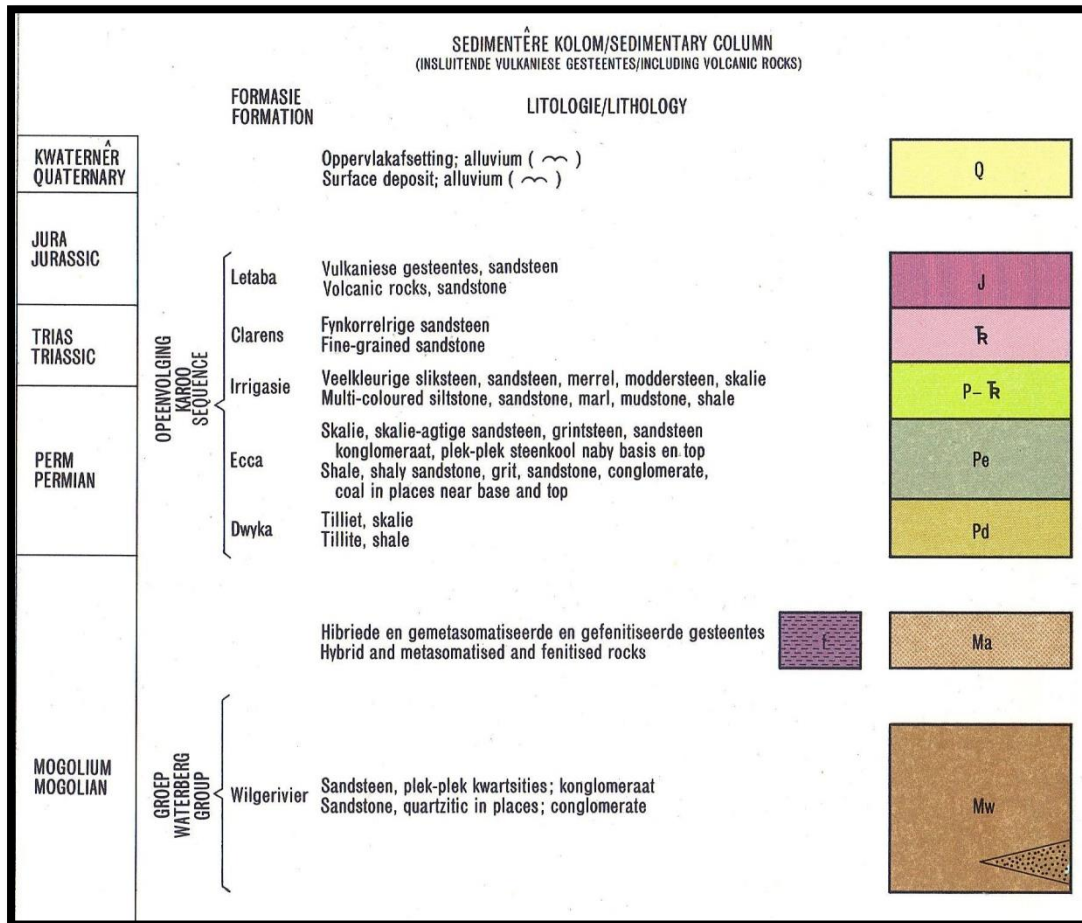 SEDIMENTÊRE KOLOM/SEDIMENTARY COLUMN
(INSLUITENDE VULKANIESE GESTEENTES/INCLUDING VOLCANIC ROCKS)
FORMASIE
FORMATION
LITOLOGIE/LITHOLOGY
KWATERNÊR
QUATERNARY
Oppervlakafsetting; alluvium ( )
Surface deposit; alluvium ( )
Q
JURA
JURASSIC
Letaba
Vulkaniese gesteentes, sandsteen
Volcanic rocks, sandstone
J
TRIAS
TRIASSIC
Clarens
Fynkorrelrige sandsteen
Fine-grained sandstone
TR
OPEENVOLGING
KAROO
SEQUENCE
Irrigasie
Veelkleurige sliksteen, sandsteen, merrel, moddersteen, skalie
Multi-coloured siltstone, sandstone, marl, mudstone, shale
P–TR
PERM
PERMIAN
Ecca
Skalie, skalie-agtige sandsteen, grintsteen, sandsteen
konglomeraat, plek-plek steenkool naby basis en top
Shale, shaly sandstone, grit, sandstone, conglomerate,
coal in places near base and top
Pe
Dwyka
Tilliet, skalie
Tillite, shale
Pd
Hibriede en gemetasomatiseerde en gefenitiseerde gesteentes
Hybrid and metasomatised and fenitised rocks
f
Ma
MOGOLIUM
MOGOLIAN
GROEP
WATERBERG
GROUP
Wilgerivier
Sandsteen, plek-plek kwartsities; konglomeraat
Sandstone, quartzitic in places; conglomerate
Mw